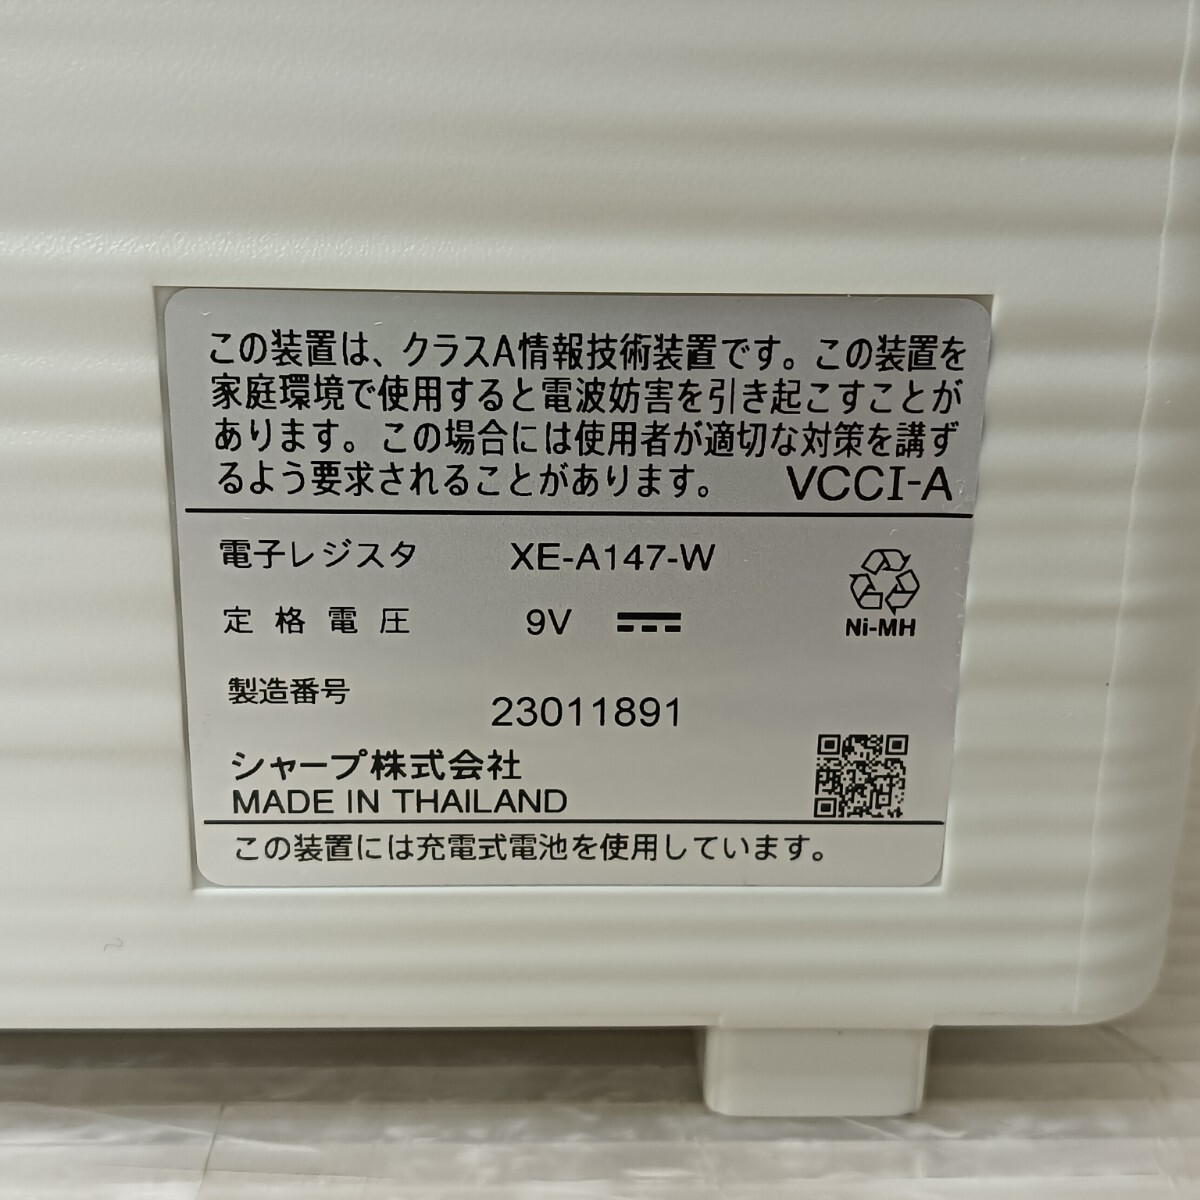 この装置は、クラスA情報技術装置です。この装置を
家庭環境で使用すると電波妨害を引き起こすことが
あります。この場合には使用者が適切な対策を講ず
るよう要求されることがあります。 VCCI-A
電子レジスタ XE-A147-W
定格電圧 9V
Ni-MH
製造番号 23011891
シャープ株式会社
MADE IN THAILAND
この装置には充電式電池を使用しています。